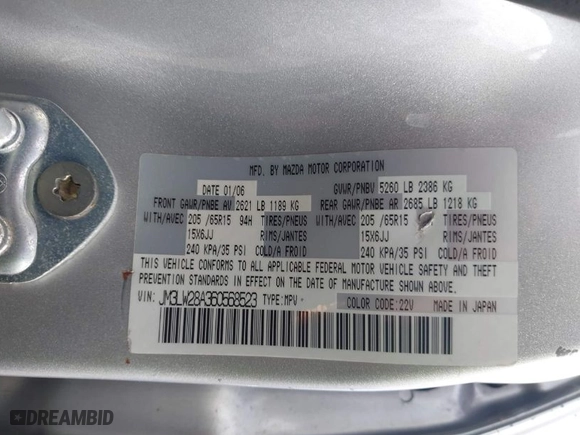 MFD. BY MAZDA MOTOR CORPORATION
DATE 01/06 GVWR/PNBV 5260 LB 2386 KG
FRONT GAWR/PNBE AV 2621 LB 1189 KG REAR GAWR/PNBE AR 2685 LB 1218 KG
WITH/AVEC 205 /65R15 94H TIRES/PNEUS WITH/AVEC 205 /65R15 TIRES/PNEUS
15X6JJ RIMS/JANTES 15X6JJ RIMS/JANTES
240 KPA/35 PSI COLD/A FROID 240 KPA/35 PSI COLD/A FROID
THIS VEHICLE CONFORMS TO ALL APPLICABLE FEDERAL MOTOR VEHICLE SAFETY AND THEFT
PREVENTION STANDARDS IN EFFECT ON THE DATE OF MANUFACTURE SHOWN ABOVE.
VIN: JM3LW28A360568523 TYPE:MPV COLOR CODE:22V MADE IN JAPAN
DREAMBID